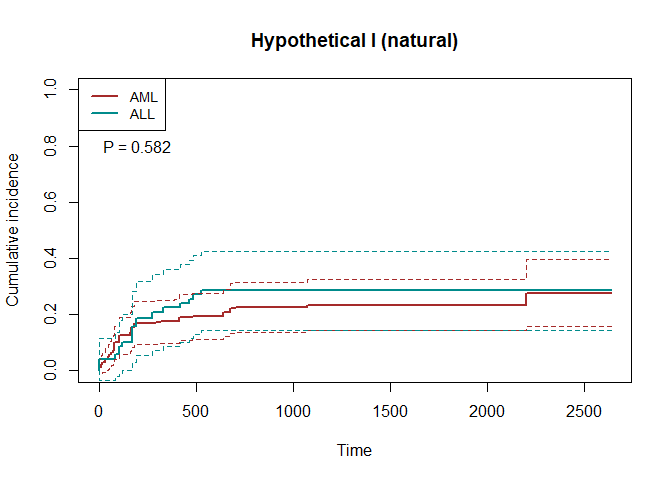 Hypothetical I (natural)
AML
ALL
P = 0.582
Cumulative incidence
1.0
0.8
0.6
0.4
0.2
0.0
0
500
1000
1500
2000
2500
Time